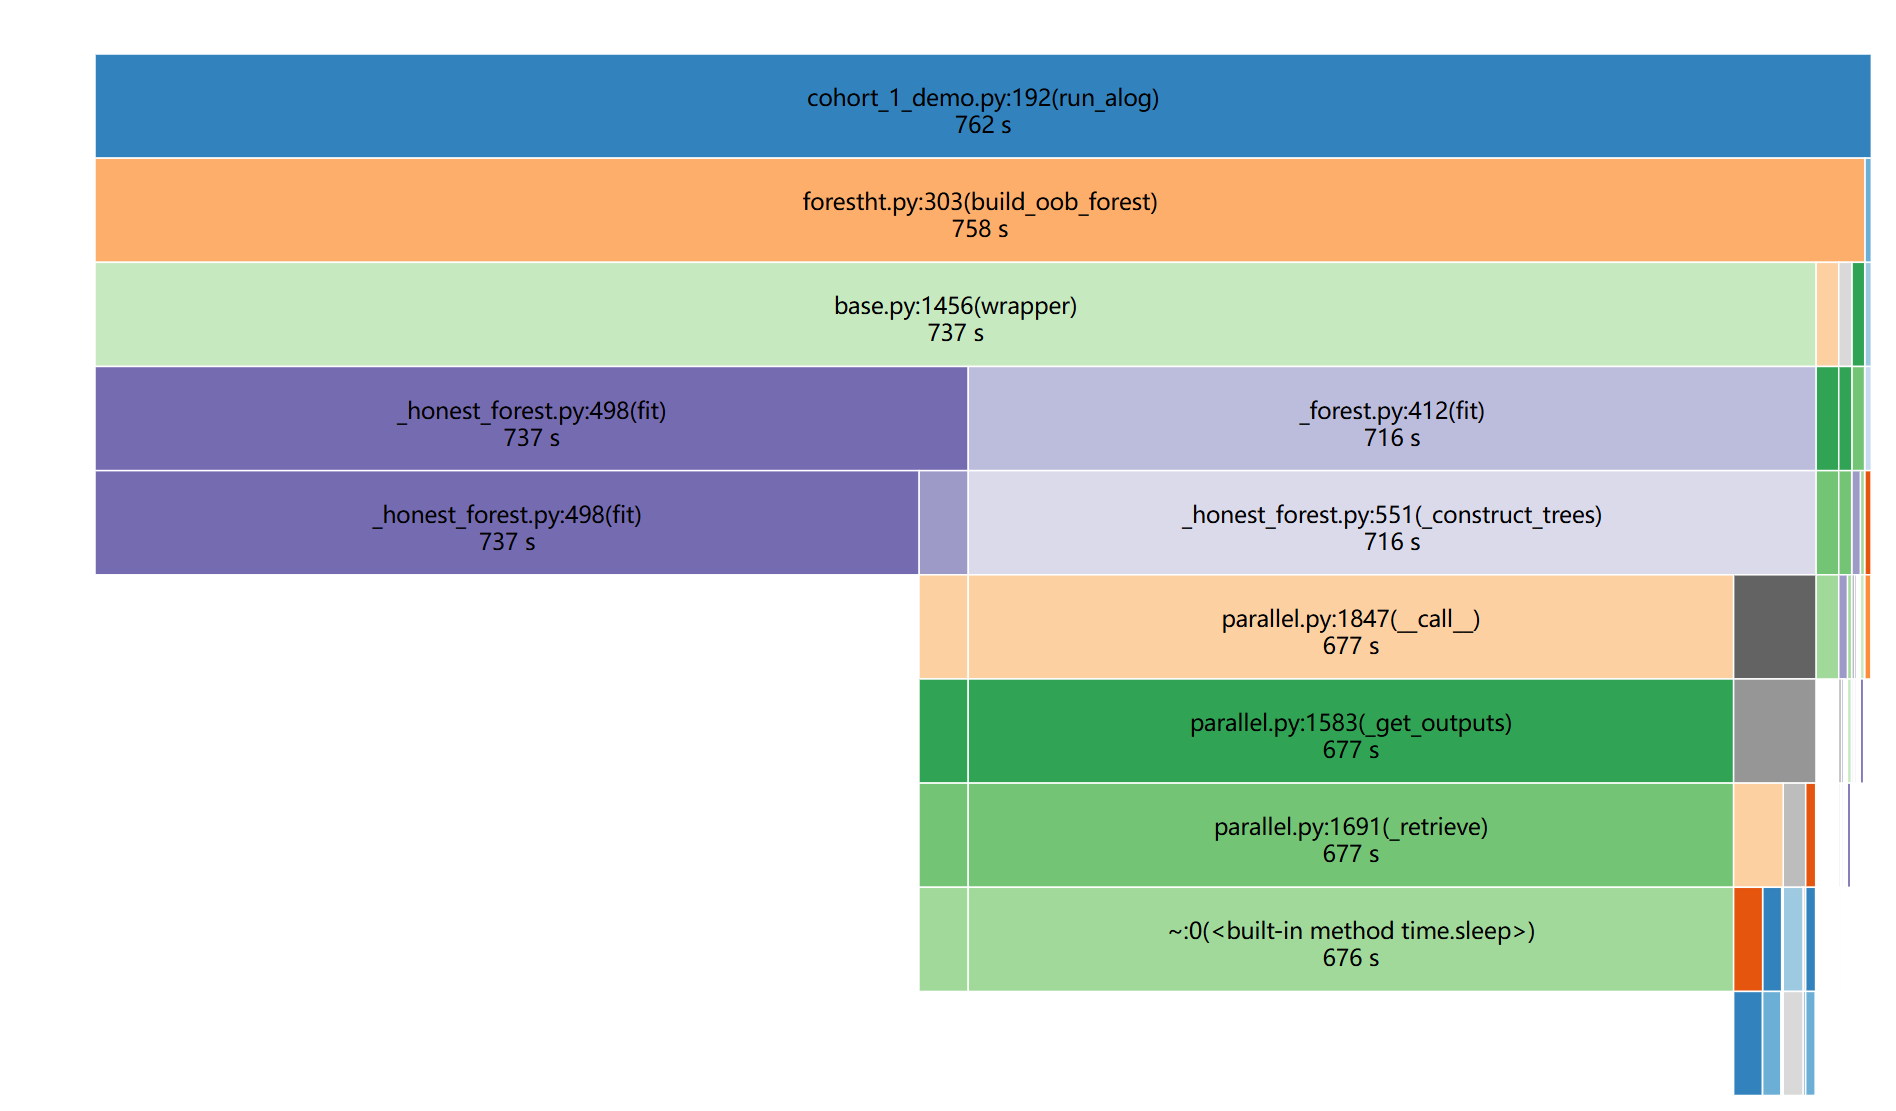 cohort_1_demo.py:192(run_alog)
762 s
forestht.py:303(build_oob_forest)
758 s
base.py:1456(wrapper)
737 s
_honest_forest.py:498(fit)
737 s
_forest.py:412(fit)
716 s
_honest_forest.py:498(fit)
737 s
_honest_forest.py:551(_construct_trees)
716 s
parallel.py:1847(__call__)
677 s
parallel.py:1583(_get_outputs)
677 s
parallel.py:1691(_retrieve)
677 s
~:0(<built-in method time.sleep>)
676 s